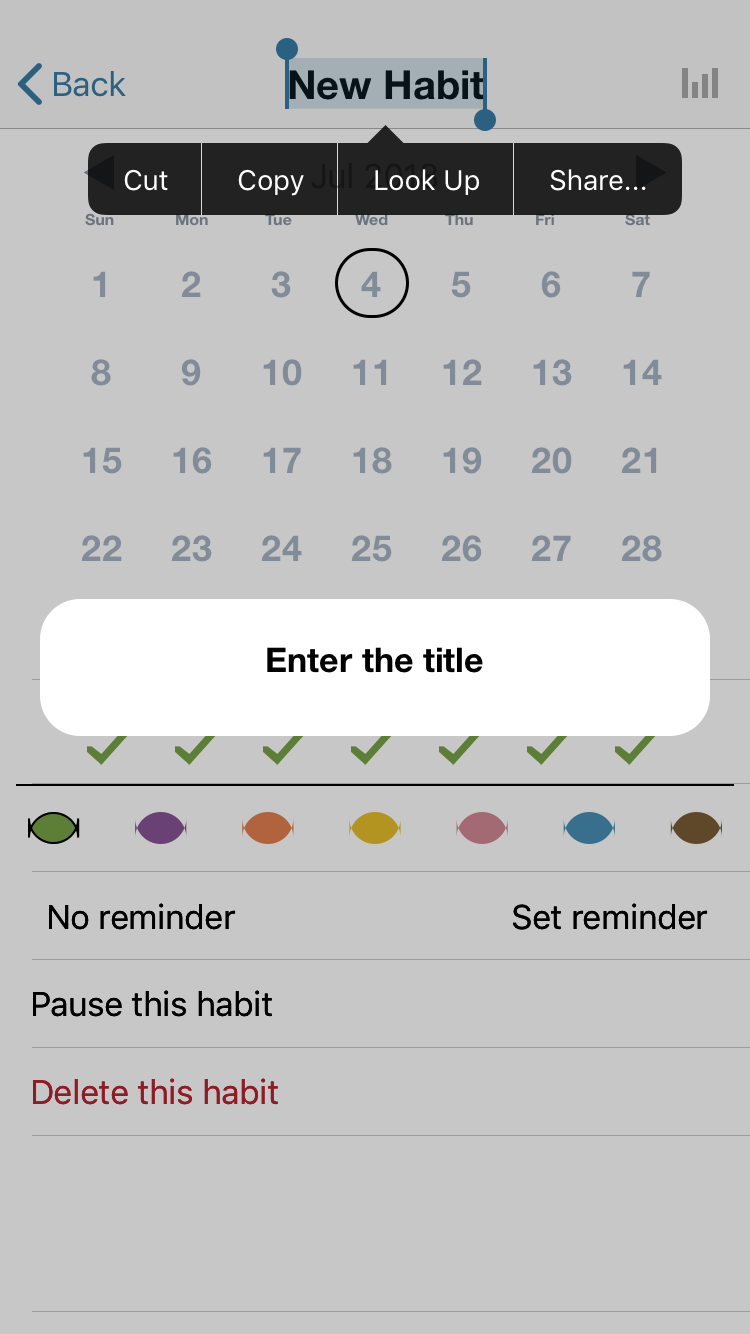 Back New Habit
Cut Copy Look Up Share...
Sun Mon Tue Wed Thu Fri Sat
1 2 3 4 5 6 7
8 9 10 11 12 13 14
15 16 17 18 19 20 21
22 23 24 25 26 27 28
Enter the title
No reminder Set reminder
Pause this habit
Delete this habit